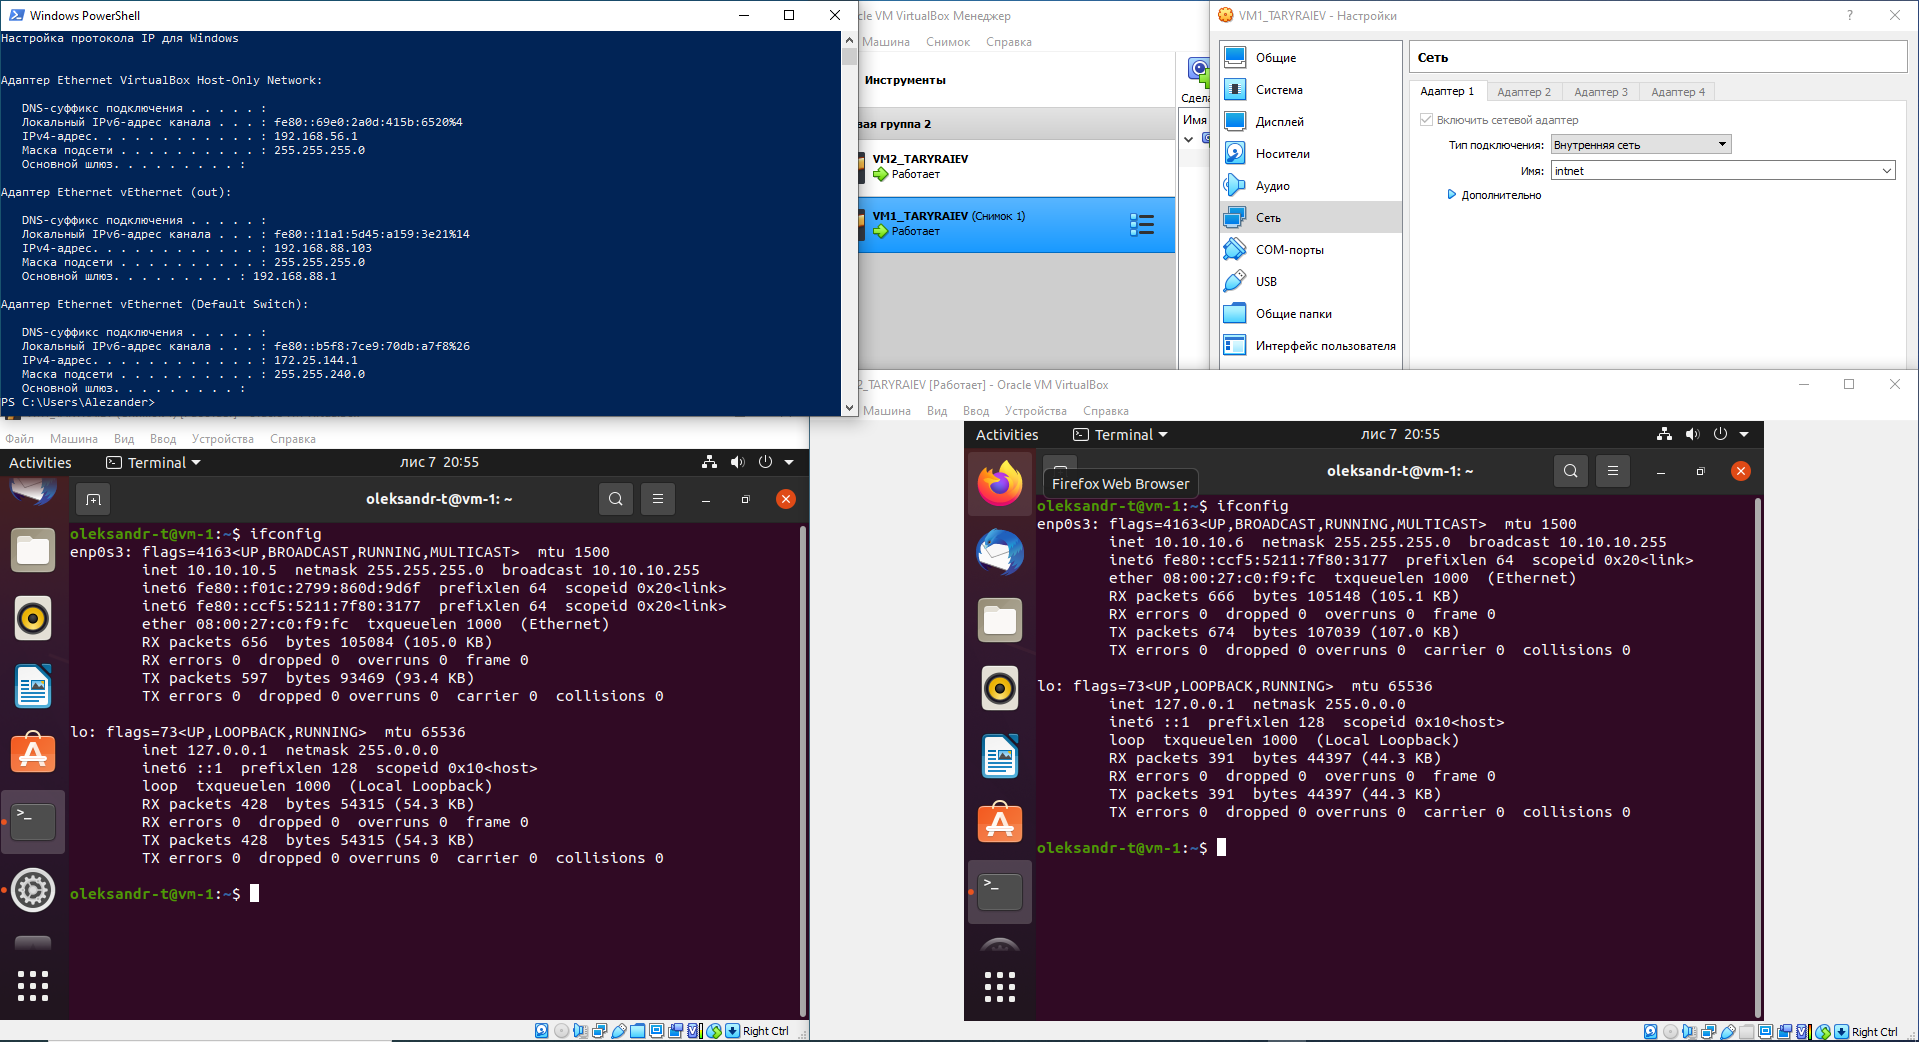 Windows PowerShell
Настройка протокола IP для Windows
Адаптер Ethernet VirtualBox Host-Only Network:
DNS-суффикс подключения . . . . . :
Локальный IPv6-адрес канала . . . : fe80::69e0:2a0d:415b:6520%4
IPv4-адрес. . . . . . . . . . . . : 192.168.56.1
Маска подсети . . . . . . . . . . : 255.255.255.0
Основной шлюз. . . . . . . . . :
Адаптер Ethernet vEthernet (out):
DNS-суффикс подключения . . . . . :
Локальный IPv6-адрес канала . . . : fe80::11a1:5d45:a159:3e21%14
IPv4-адрес. . . . . . . . . . . . : 192.168.88.103
Маска подсети . . . . . . . . . . : 255.255.255.0
Основной шлюз. . . . . . . . . : 192.168.88.1
Адаптер Ethernet vEthernet (Default Switch):
DNS-суффикс подключения . . . . . :
Локальный IPv6-адрес канала . . . : fe80::b5f8:7ce9:70db:a7f8%26
IPv4-адрес. . . . . . . . . . . . : 172.25.144.1
Маска подсети . . . . . . . . . . : 255.255.240.0
Основной шлюз. . . . . . . . . :
PS C:\Users\Alezander>
cle VM VirtualBox Менеджер
Машина Снимок Справка
Инструменты
вая группа 2
VM2_TARYRAIEV
Работает
VM1_TARYRAIEV (Снимок 1)
Работает
Сдела
Имя
VM1_TARYRAIEV - Настройки
Общие
Система
Дисплей
Носители
Аудио
Сеть
COM-порты
USB
Общие папки
Интерфейс пользователя
Сеть
Адаптер 1 Адаптер 2 Адаптер 3 Адаптер 4
Включить сетевой адаптер
Тип подключения: Внутренняя сеть
Имя: intnet
Дополнительно
Файл Машина Вид Ввод Устройства Справка
Activities Terminal лис 7 20:55
oleksandr-t@vm-1: ~
oleksandr-t@vm-1:~$ ifconfig
enp0s3: flags=4163<UP,BROADCAST,RUNNING,MULTICAST> mtu 1500
inet 10.10.10.5 netmask 255.255.255.0 broadcast 10.10.10.255
inet6 fe80::f01c:2799:860d:9d6f prefixlen 64 scopeid 0x20<link>
inet6 fe80::ccf5:5211:7f80:3177 prefixlen 64 scopeid 0x20<link>
ether 08:00:27:c0:f9:fc txqueuelen 1000 (Ethernet)
RX packets 656 bytes 105084 (105.0 KB)
RX errors 0 dropped 0 overruns 0 frame 0
TX packets 597 bytes 93469 (93.4 KB)
TX errors 0 dropped 0 overruns 0 carrier 0 collisions 0
lo: flags=73<UP,LOOPBACK,RUNNING> mtu 65536
inet 127.0.0.1 netmask 255.0.0.0
inet6 ::1 prefixlen 128 scopeid 0x10<host>
loop txqueuelen 1000 (Local Loopback)
RX packets 428 bytes 54315 (54.3 KB)
RX errors 0 dropped 0 overruns 0 frame 0
TX packets 428 bytes 54315 (54.3 KB)
TX errors 0 dropped 0 overruns 0 carrier 0 collisions 0
oleksandr-t@vm-1:~$
Right Ctrl
2_TARYRAIEV [Работает] - Oracle VM VirtualBox
Машина Вид Ввод Устройства Справка
Activities Terminal лис 7 20:55
oleksandr-t@vm-1: ~
Firefox Web Browser
oleksandr-t@vm-1:~$ ifconfig
enp0s3: flags=4163<UP,BROADCAST,RUNNING,MULTICAST> mtu 1500
inet 10.10.10.6 netmask 255.255.255.0 broadcast 10.10.10.255
inet6 fe80::ccf5:5211:7f80:3177 prefixlen 64 scopeid 0x20<link>
ether 08:00:27:c0:f9:fc txqueuelen 1000 (Ethernet)
RX packets 666 bytes 105148 (105.1 KB)
RX errors 0 dropped 0 overruns 0 frame 0
TX packets 674 bytes 107039 (107.0 KB)
TX errors 0 dropped 0 overruns 0 carrier 0 collisions 0
lo: flags=73<UP,LOOPBACK,RUNNING> mtu 65536
inet 127.0.0.1 netmask 255.0.0.0
inet6 ::1 prefixlen 128 scopeid 0x10<host>
loop txqueuelen 1000 (Local Loopback)
RX packets 391 bytes 44397 (44.3 KB)
RX errors 0 dropped 0 overruns 0 frame 0
TX packets 391 bytes 44397 (44.3 KB)
TX errors 0 dropped 0 overruns 0 carrier 0 collisions 0
oleksandr-t@vm-1:~$
Right Ctrl